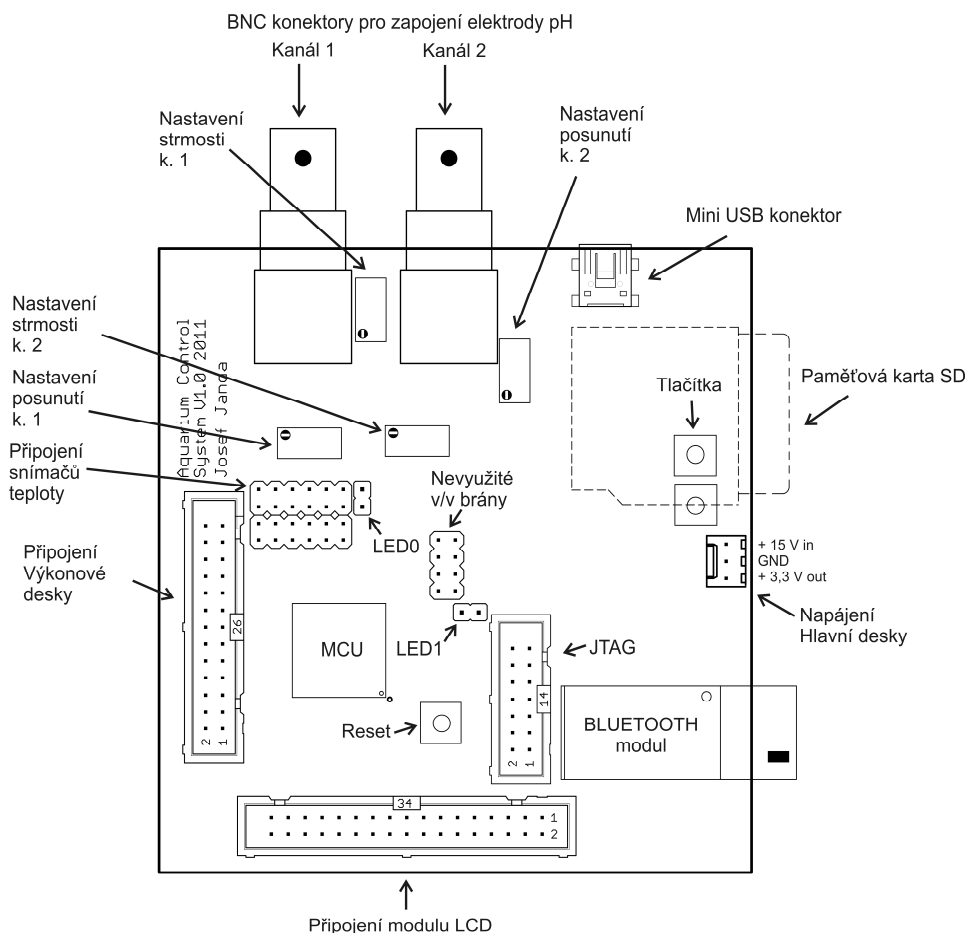 BNC konektory pro zapojení elektrody pH
Kanál 1
Kanál 2
Nastavení
strmosti
k. 1
Nastavení
posunutí
k. 2
Mini USB konektor
Nastavení
strmosti
k. 2
Nastavení
posunutí
k. 1
Připojení
snímačů
teploty
Aquarium Control
System V1.0, 2011
Josef Janda
Tlačítka
Paměťová karta SD
Nevyužité
v/v brány
LED0
+ 15 V in
GND
+ 3,3 V out
Napájení
Hlavní desky
Připojení
Výkonové
desky
26
2 1
MCU
LED1
JTAG
14
2 1
Reset
BLUETOOTH
modul
34
1
2
Připojení modulu LCD